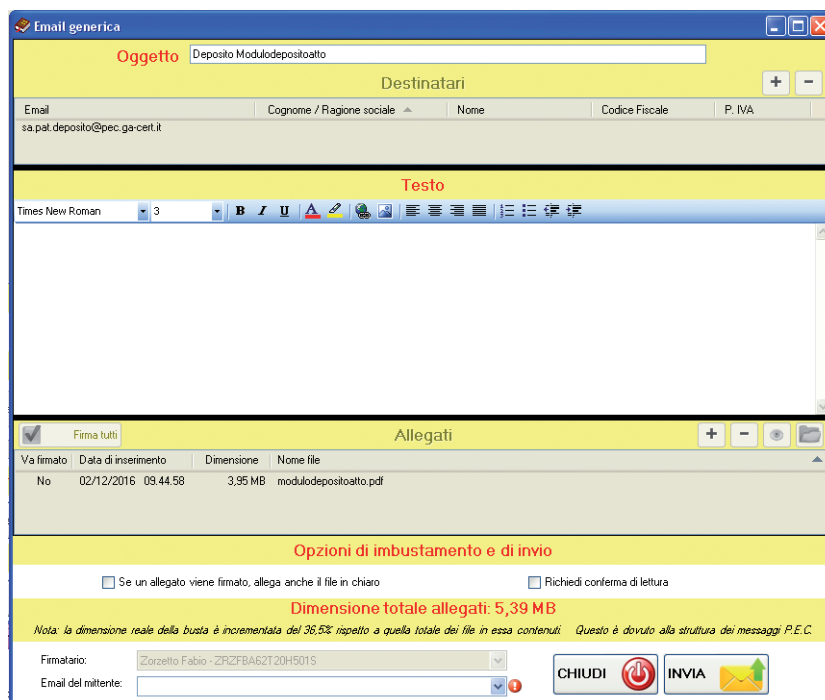 Email generica
Oggetto Deposito Modulodepositoatto
Destinatari + -
Email Cognome / Ragione sociale Nome Codice Fiscale P. IVA
sa.pat.deposito@pec.ga-cert.it
Testo
Times New Roman 3 B I U A
Firma tutti Allegati + -
Va firmato Data di inserimento Dimensione Nome file
No 02/12/2016 09.44.58 3,95 MB modulodepositoatto.pdf
Opzioni di imbustamento e di invio
Se un allegato viene firmato, allega anche il file in chiaro Richiedi conferma di lettura
Dimensione totale allegati: 5,39 MB
Nota: la dimensione reale della busta è incrementata del 36,5% rispetto a quella totale dei file in essa contenuti. Questo è dovuto alla struttura dei messaggi P.E.C.
Firmatario: Zorzetto Fabio - ZRZFBA62T20H501S
CHIUDI INVIA
Email del mittente: